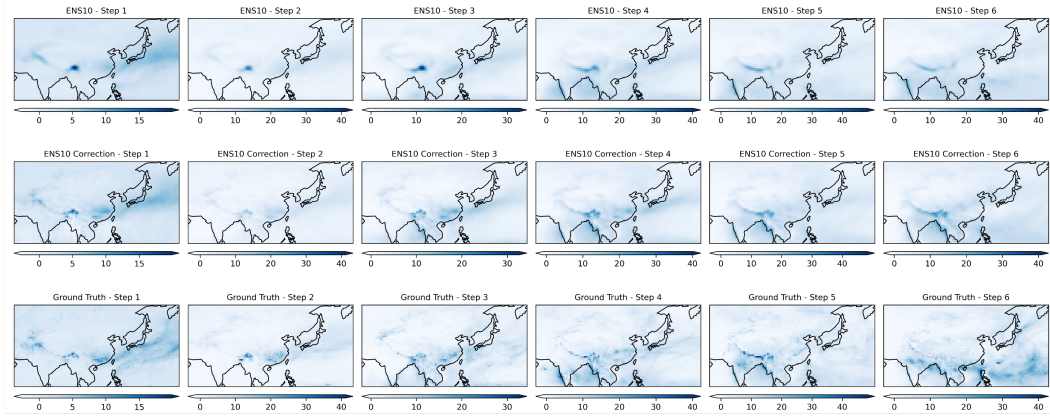 ENS10 - Step 1 ENS10 - Step 2 ENS10 - Step 3 ENS10 - Step 4 ENS10 - Step 5 ENS10 - Step 6
0 5 10 15 0 10 20 30 40 0 10 20 30 0 10 20 30 40 0 10 20 30 40 0 10 20 30 40
ENS10 Correction - Step 1 ENS10 Correction - Step 2 ENS10 Correction - Step 3 ENS10 Correction - Step 4 ENS10 Correction - Step 5 ENS10 Correction - Step 6
0 5 10 15 0 10 20 30 40 0 10 20 30 0 10 20 30 40 0 10 20 30 40 0 10 20 30 40
Ground Truth - Step 1 Ground Truth - Step 2 Ground Truth - Step 3 Ground Truth - Step 4 Ground Truth - Step 5 Ground Truth - Step 6
0 5 10 15 0 10 20 30 40 0 10 20 30 0 10 20 30 40 0 10 20 30 40 0 10 20 30 40